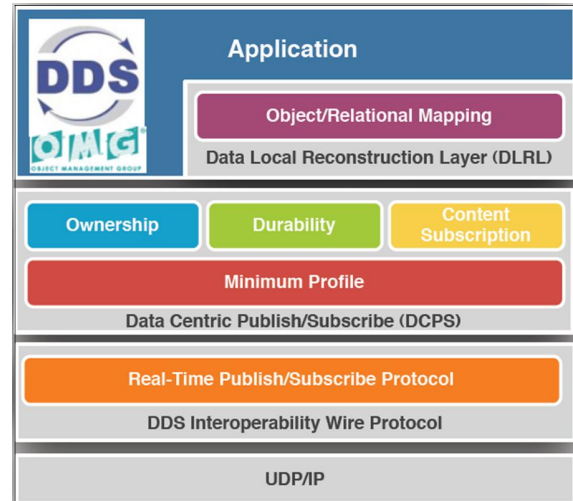 DDS
OMG
®
OBJECT MANAGEMENT GROUP
Application
Object/Relational Mapping
Data Local Reconstruction Layer (DLRL)
Ownership
Durability
Content
Subscription
Minimum Profile
Data Centric Publish/Subscribe (DCPS)
Real-Time Publish/Subscribe Protocol
DDS Interoperability Wire Protocol
UDP/IP